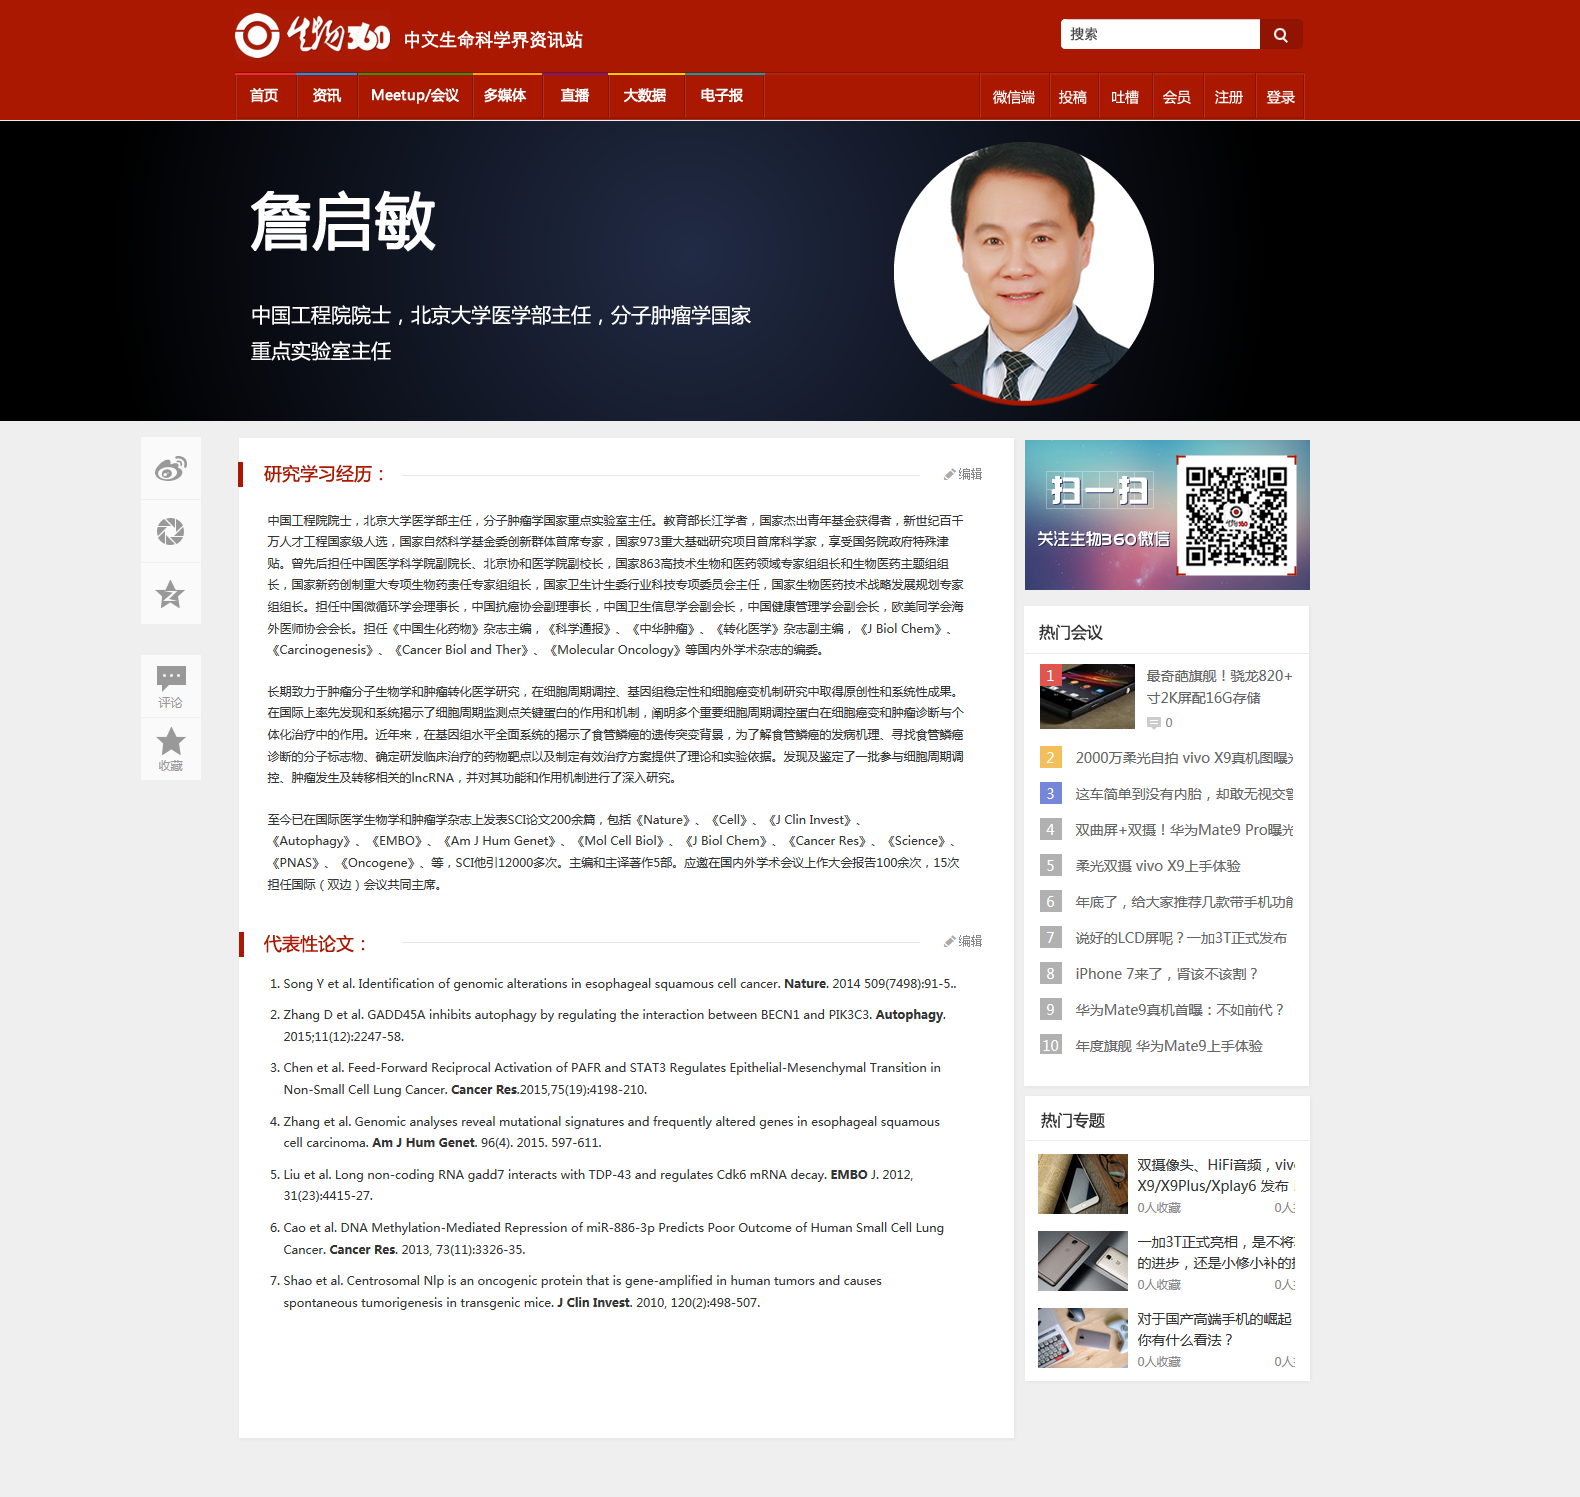 生物360 中文生命科学界资讯站
搜索
首页 资讯 Meetup/会议 多媒体 直播 大数据 电子报 微信端 投稿 吐槽 会员 注册 登录
詹启敏
中国工程院院士，北京大学医学部主任，分子肿瘤学国家
重点实验室主任
评论
收藏
研究学习经历：
编辑
中国工程院院士，北京大学医学部主任，分子肿瘤学国家重点实验室主任。教育部长江学者，国家杰出青年基金获得者，新世纪百千
万人才工程国家级人选，国家自然科学基金委创新群体首席专家，国家973重大基础研究项目首席科学家，享受国务院政府特殊津
贴。曾先后担任中国医学科学院副院长、北京协和医学院副校长，国家863高技术生物和医药领域专家组组长和生物医药主题组组
长，国家新药创制重大专项生物药责任专家组组长，国家卫生计生委行业科技专项委员会主任，国家生物医药技术战略发展规划专家
组组长。担任中国微循环学会理事长，中国抗癌协会副理事长，中国卫生信息学会副会长，中国健康管理学会副会长，欧美同学会海
外医师协会会长。担任《中国生化药物》杂志主编，《科学通报》、《中华肿瘤》、《转化医学》杂志副主编，《J Biol Chem》、
《Carcinogenesis》、《Cancer Biol and Ther》、《Molecular Oncology》等国内外学术杂志的编委。
长期致力于肿瘤分子生物学和肿瘤转化医学研究，在细胞周期调控、基因组稳定性和细胞癌变机制研究中取得原创性和系统性成果。
在国际上率先发现和系统揭示了细胞周期监测点关键蛋白的作用和机制，阐明多个重要细胞周期调控蛋白在细胞癌变和肿瘤诊断与个
体化治疗中的作用。近年来，在基因组水平全面系统的揭示了食管鳞癌的遗传突变背景，为了解食管鳞癌的发病机理、寻找食管鳞癌
诊断的分子标志物、确定研发临床治疗的药物靶点以及制定有效治疗方案提供了理论和实验依据。发现及鉴定了一批参与细胞周期调
控、肿瘤发生及转移相关的lncRNA，并对其功能和作用机制进行了深入研究。
至今已在国际医学生物学和肿瘤学杂志上发表SCI论文200余篇，包括《Nature》、《Cell》、《J Clin Invest》、
《Autophagy》、《EMBO》、《Am J Hum Genet》、《Mol Cell Biol》、《J Biol Chem》、《Cancer Res》、《Science》、
《PNAS》、《Oncogene》、等，SCI他引12000多次。主编和主译著作5部。应邀在国内外学术会议上作大会报告100余次，15次
担任国际（双边）会议共同主席。
代表性论文：
编辑
1. Song Y et al. Identification of genomic alterations in esophageal squamous cell cancer. Nature. 2014 509(7498):91-5..
2. Zhang D et al. GADD45A inhibits autophagy by regulating the interaction between BECN1 and PIK3C3. Autophagy.
2015;11(12):2247-58.
3. Chen et al. Feed-Forward Reciprocal Activation of PAFR and STAT3 Regulates Epithelial-Mesenchymal Transition in
Non-Small Cell Lung Cancer. Cancer Res.2015,75(19):4198-210.
4. Zhang et al. Genomic analyses reveal mutational signatures and frequently altered genes in esophageal squamous
cell carcinoma. Am J Hum Genet. 96(4). 2015. 597-611.
5. Liu et al. Long non-coding RNA gadd7 interacts with TDP-43 and regulates Cdk6 mRNA decay. EMBO J. 2012,
31(23):4415-27.
6. Cao et al. DNA Methylation-Mediated Repression of miR-886-3p Predicts Poor Outcome of Human Small Cell Lung
Cancer. Cancer Res. 2013, 73(11):3326-35.
7. Shao et al. Centrosomal Nlp is an oncogenic protein that is gene-amplified in human tumors and causes
spontaneous tumorigenesis in transgenic mice. J Clin Invest. 2010, 120(2):498-507.
扫一扫
关注生物360微信
热门会议
1 最奇葩旗舰！骁龙820+
寸2K屏配16G存储
0
2 2000万柔光自拍 vivo X9真机图曝光
3 这车简单到没有内胎，却敢无视交管
4 双曲屏+双摄！华为Mate9 Pro曝光
5 柔光双摄 vivo X9上手体验
6 年底了，给大家推荐几款带手机功能
7 说好的LCD屏呢？一加3T正式发布
8 iPhone 7来了，肾该不该割？
9 华为Mate9真机首曝：不如前代？
10 年度旗舰 华为Mate9上手体验
热门专题
双摄像头、HiFi音频，vivo
X9/X9Plus/Xplay6 发布
0人收藏 0人
一加3T正式亮相，是不将
的进步，还是小修小补的
0人收藏 0人
对于国产高端手机的崛起
你有什么看法？
0人收藏 0人